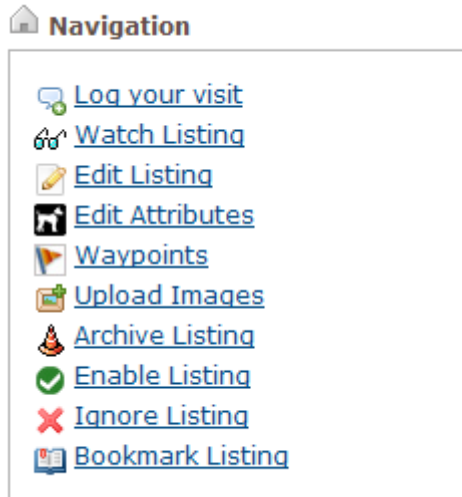 Navigation
Log your visit
Watch Listing
Edit Listing
Edit Attributes
Waypoints
Upload Images
Archive Listing
Enable Listing
Ignore Listing
Bookmark Listing